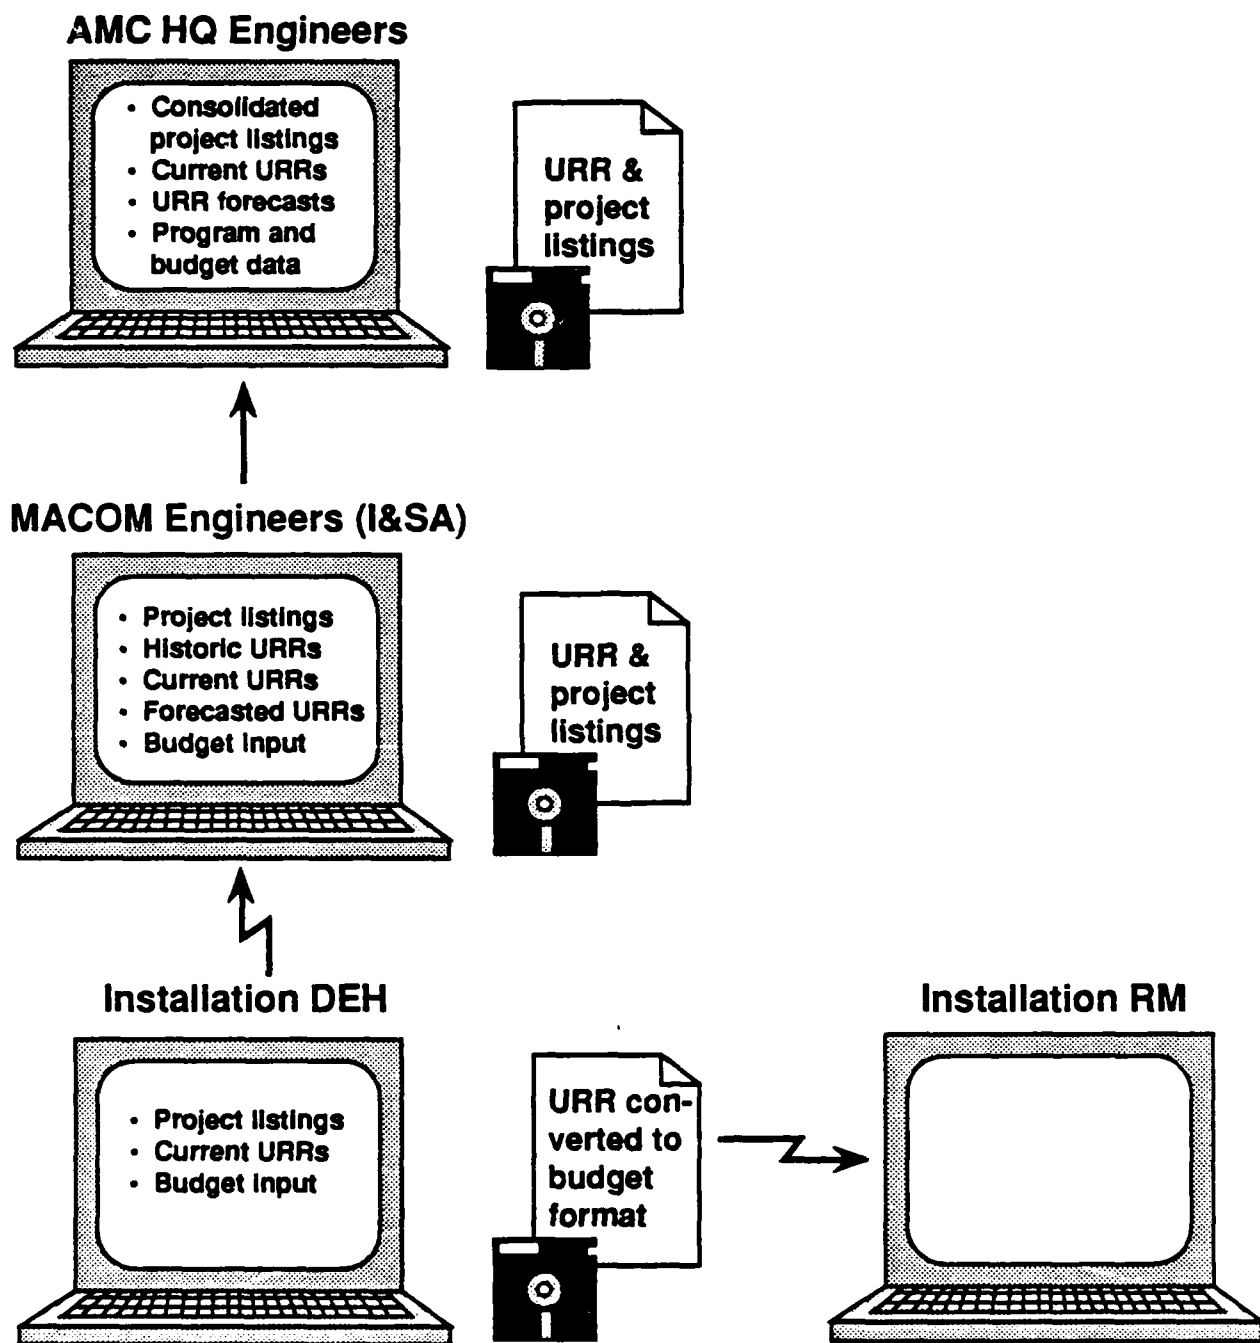 AMC HQ Engineers
• Consolidated
project listings
• Current URRs
• URR forecasts
• Program and
budget data
URR &
project
listings
MACOM Engineers (I&SA)
• Project listings
• Historic URRs
• Current URRs
• Forecasted URRs
• Budget input
URR &
project
listings
Installation DEH
• Project listings
• Current URRs
• Budget input
URR con-
verted to
budget
format
Installation RM